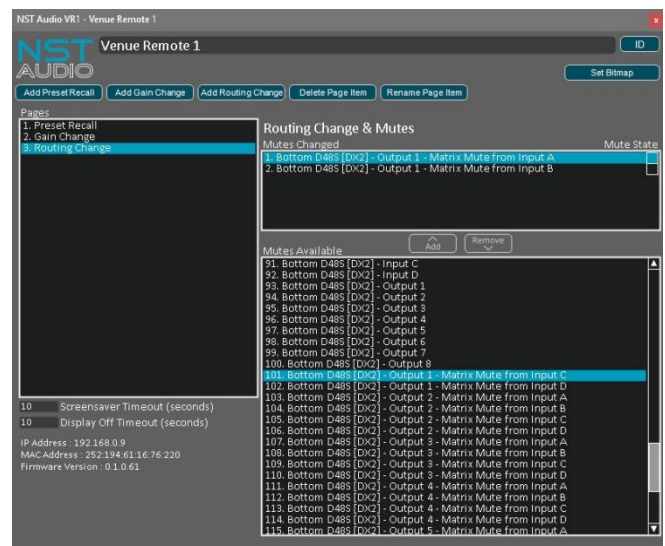 NST Audio VR1 - Venue Remote 1
x
NST
AUDIO
Venue Remote 1
ID
Set Bitmap
Add Preset Recall
Add Gain Change
Add Routing Change
Delete Page Item
Rename Page Item
Pages
1. Preset Recall
2. Gain Change
3. Routing Change
Routing Change & Mutes
Mutes Changed
Mute State
1. Bottom D48S [DX2] - Output 1 - Matrix Mute from Input A
2. Bottom D48S [DX2] - Output 1 - Matrix Mute from Input B
Add
Remove
Mutes Available
91. Bottom D48S [DX2] - Input C
92. Bottom D48S [DX2] - Input D
93. Bottom D48S [DX2] - Output 1
94. Bottom D48S [DX2] - Output 2
95. Bottom D48S [DX2] - Output 3
96. Bottom D48S [DX2] - Output 4
97. Bottom D48S [DX2] - Output 5
98. Bottom D48S [DX2] - Output 6
99. Bottom D48S [DX2] - Output 7
100. Bottom D48S [DX2] - Output 8
101. Bottom D48S [DX2] - Output 1 - Matrix Mute from Input C
102. Bottom D48S [DX2] - Output 1 - Matrix Mute from Input D
103. Bottom D48S [DX2] - Output 2 - Matrix Mute from Input A
104. Bottom D48S [DX2] - Output 2 - Matrix Mute from Input B
105. Bottom D48S [DX2] - Output 2 - Matrix Mute from Input C
106. Bottom D48S [DX2] - Output 2 - Matrix Mute from Input D
107. Bottom D48S [DX2] - Output 3 - Matrix Mute from Input A
108. Bottom D48S [DX2] - Output 3 - Matrix Mute from Input B
109. Bottom D48S [DX2] - Output 3 - Matrix Mute from Input C
110. Bottom D48S [DX2] - Output 3 - Matrix Mute from Input D
111. Bottom D48S [DX2] - Output 4 - Matrix Mute from Input A
112. Bottom D48S [DX2] - Output 4 - Matrix Mute from Input B
113. Bottom D48S [DX2] - Output 4 - Matrix Mute from Input C
114. Bottom D48S [DX2] - Output 4 - Matrix Mute from Input D
115. Bottom D48S [DX2] - Output 5 - Matrix Mute from Input A
10 Screensaver Timeout (seconds)
10 Display Off Timeout (seconds)
IP Address : 192.168.0.9
MAC Address : 252:194:61:16:76:220
Firmware Version : 0.1.0.61